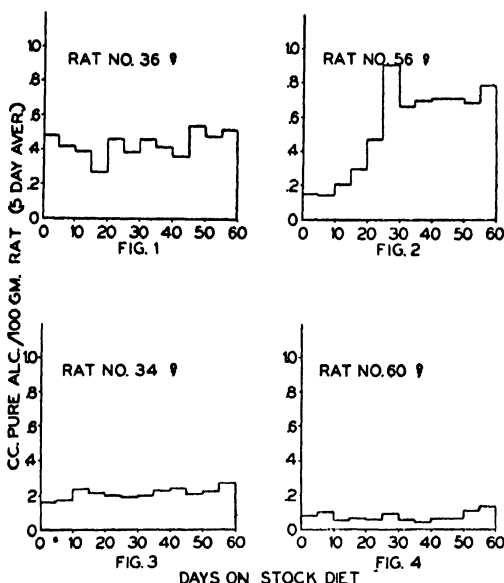 CC. PURE ALC./100 GM. RAT (5 DAY AVER.)
RAT NO. 36 ♀
1.0
.8
.6
.4
.2
0
0 10 20 30 40 50 60
FIG. 1
RAT NO. 56 ♀
1.0
.8
.6
.4
.2
0
0 10 20 30 40 50 60
FIG. 2
RAT NO. 34 ♀
1.0
.8
.6
.4
.2
0
0 10 20 30 40 50 60
FIG. 3
RAT NO. 60 ♀
1.0
.8
.6
.4
.2
0
0 10 20 30 40 50 60
FIG. 4
DAYS ON STOCK DIET